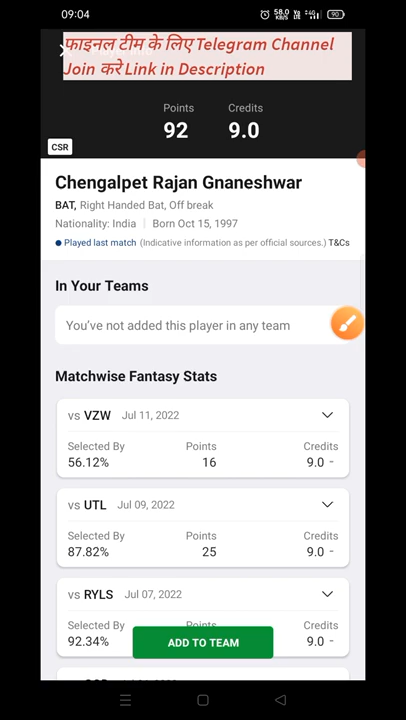 09:04
58.0 KB/S
4G
90
फाइनल टीम के लिए Telegram Channel
Join करे Link in Description
Points
Credits
92
9.0
CSR
Chengalpet Rajan Gnaneshwar
BAT, Right Handed Bat, Off break
Nationality: India | Born Oct 15, 1997
Played last match (Indicative information as per official sources.) T&Cs
In Your Teams
You've not added this player in any team
Matchwise Fantasy Stats
vs VZW Jul 11, 2022
Selected By Points Credits
56.12% 16 9.0 -
vs UTL Jul 09, 2022
Selected By Points Credits
87.82% 25 9.0 -
vs RYLS Jul 07, 2022
Selected By Points Credits
92.34% 9.0 -
ADD TO TEAM